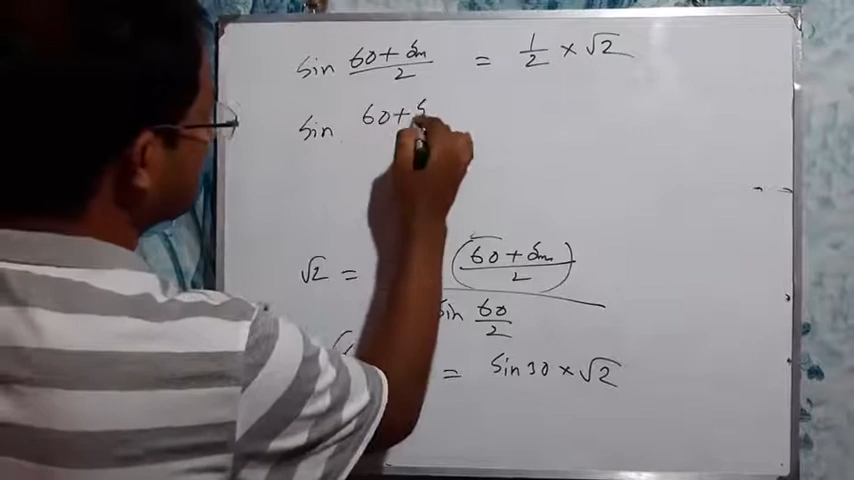 sin (60+δm)/2 = 1/2 × √2
sin 60+δ
√2 = (60+δm)/2
sin 60/2
= sin 30 × √2